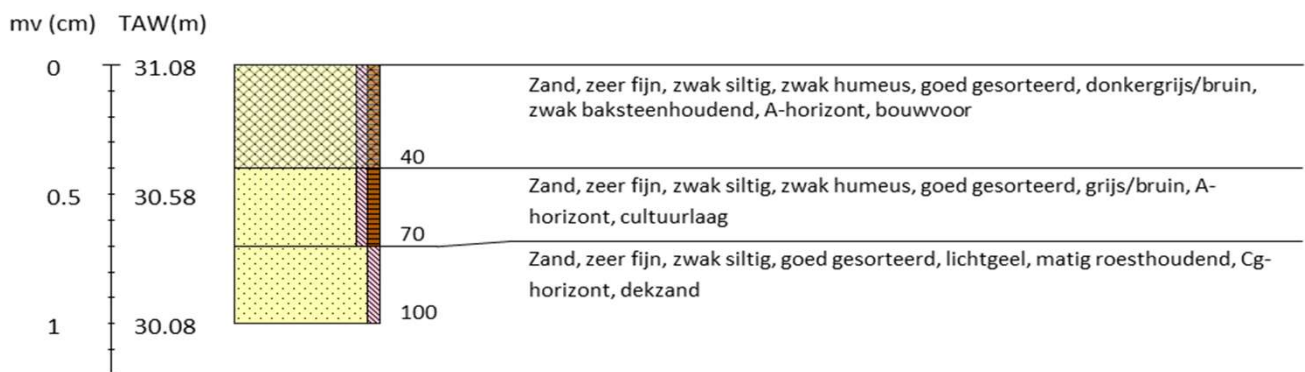 mv (cm) TAW(m)
0 31.08
Zand, zeer fijn, zwak siltig, zwak humeus, goed gesorteerd, donkergrijs/bruin,
zwak baksteenhoudend, A-horizont, bouwvoor
40
0.5 30.58
Zand, zeer fijn, zwak siltig, zwak humeus, goed gesorteerd, grijs/bruin, A-
horizont, cultuurlaag
70
Zand, zeer fijn, zwak siltig, goed gesorteerd, lichtgeel, matig roesthoudend, Cg-
horizont, dekzand
100
1 30.08